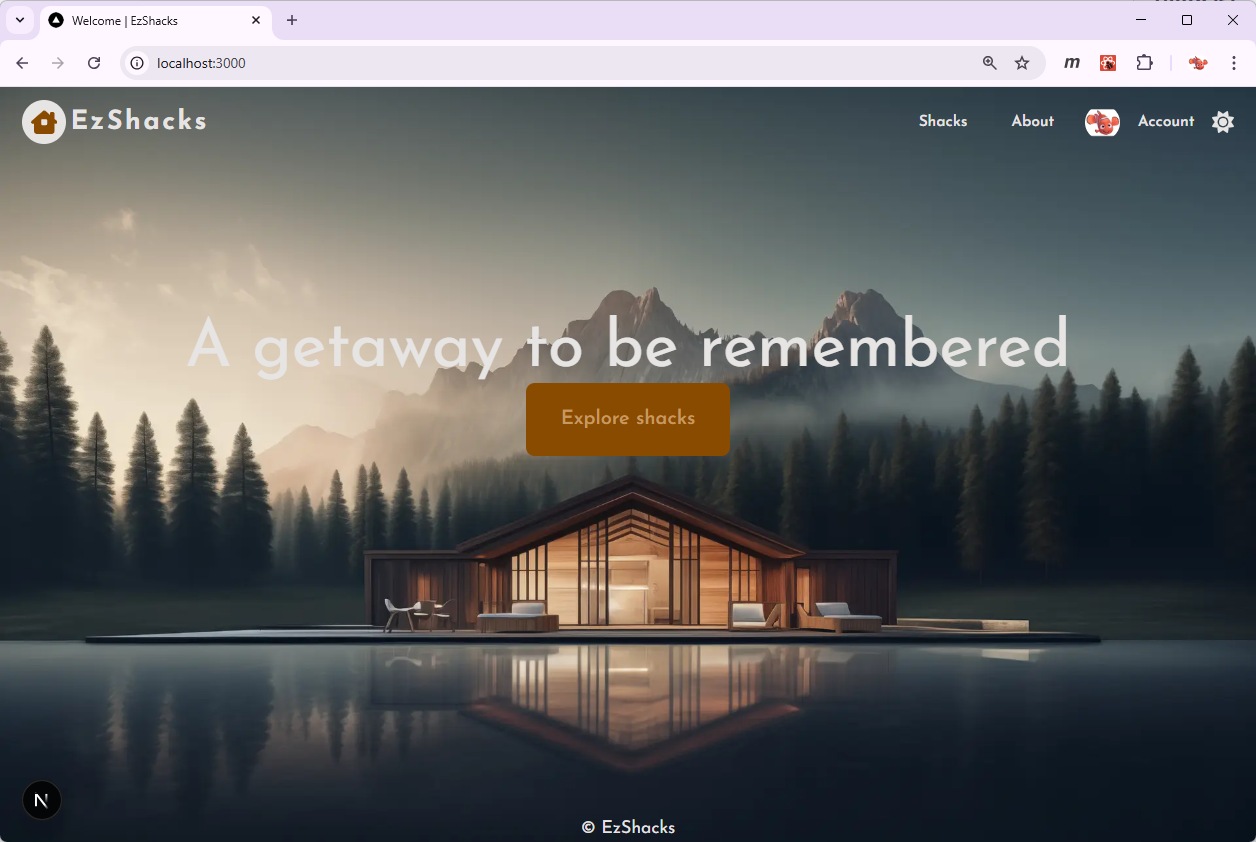 Welcome | EzShacks
localhost:3000
m
EzShacks
Shacks
About
Account
A getaway to be remembered
Explore shacks
N
© EzShacks